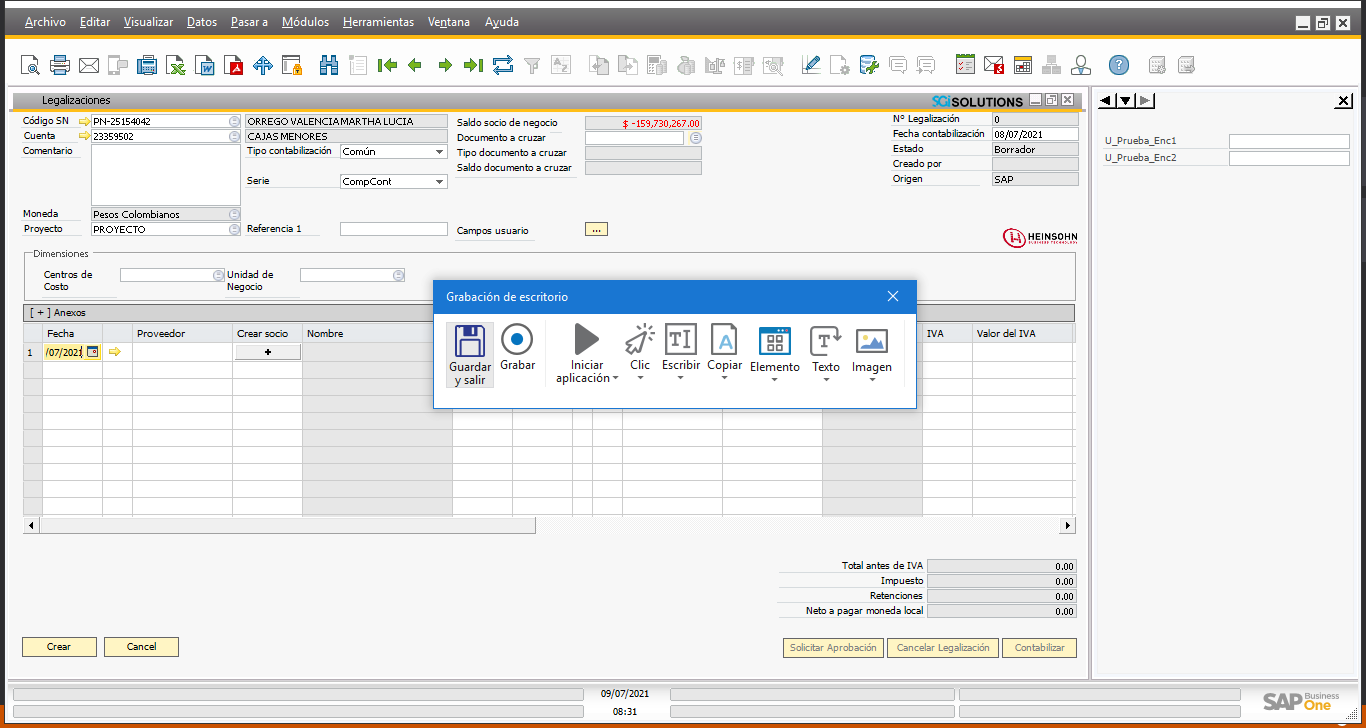 Archivo Editar Visualizar Datos Pasar a Módulos Herramientas Ventana Ayuda
Legalizaciones
SGi SOLUTIONS
Código SN PN-25154042 ORREGO VALENCIA MARTHA LUCIA
Cuenta 23359502 CAJAS MENORES
Comentario
Tipo contabilización Común
Serie CompCont
Moneda Pesos Colombianos
Proyecto PROYECTO
Referencia 1
Saldo socio de negocio $ -159,730,267.00
Documento a cruzar
Tipo documento a cruzar
Saldo documento a cruzar
Campos usuario ...
Nº Legalización 0
Fecha contabilización 08/07/2021
Estado Borrador
Creado por
Origen SAP
HEINSOHN
BUSINESS TECHNOLOGY
U_Prueba_Enc1
U_Prueba_Enc2
Dimensiones
Centros de Costo
Unidad de Negocio
[ + ] Anexos
Fecha Proveedor Crear socio Nombre IVA Valor del IVA
1 /07/2021 +
Grabación de escritorio
Guardar y salir
Grabar
Iniciar aplicación
Clic
Escribir
Copiar
Elemento
Texto
Imagen
Total antes de IVA 0.00
Impuesto 0.00
Retenciones 0.00
Neto a pagar moneda local 0.00
Crear Cancel Solicitar Aprobación Cancelar Legalización Contabilizar
09/07/2021
08:31
SAP Business One